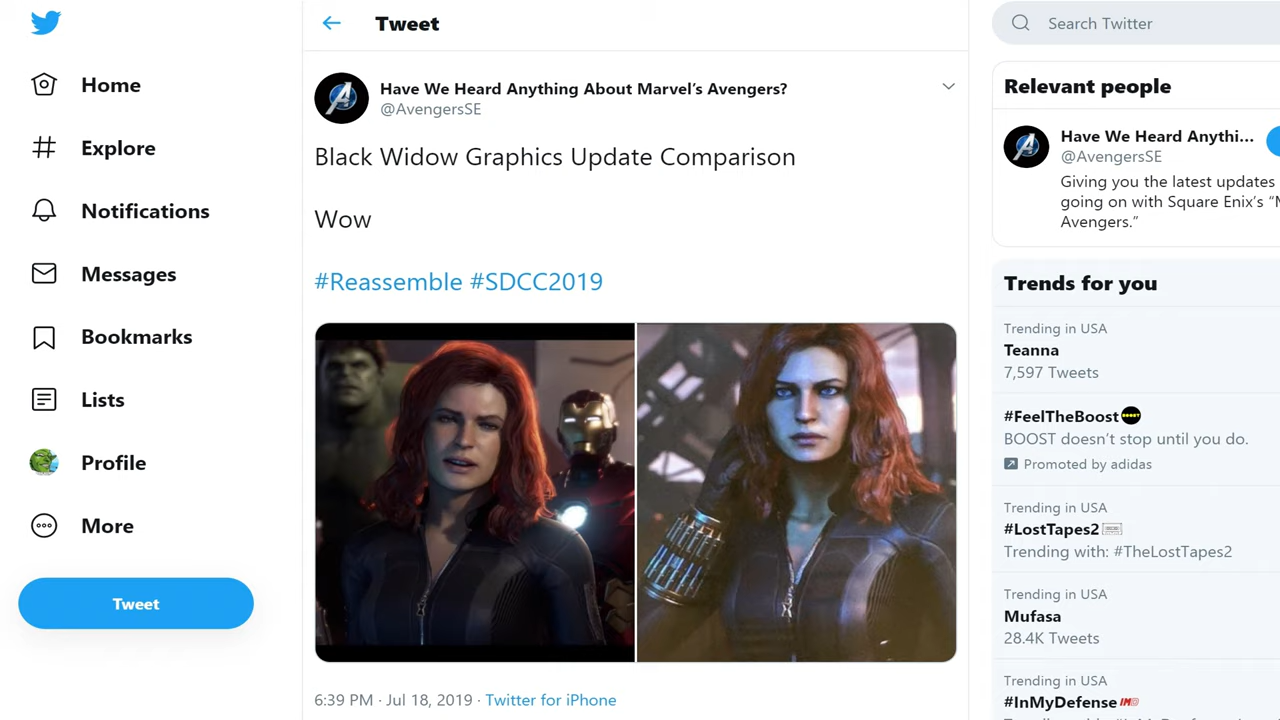 Tweet
Search Twitter
Home
Explore
Notifications
Messages
Bookmarks
Lists
Profile
More
Tweet
Have We Heard Anything About Marvel's Avengers?
@AvengersSE
Black Widow Graphics Update Comparison
Wow
#Reassemble #SDCC2019
6:39 PM · Jul 18, 2019 · Twitter for iPhone
Relevant people
Have We Heard Anythi...
@AvengersSE
Giving you the latest updates
going on with Square Enix's
Avengers."
Trends for you
Trending in USA
Teanna
7,597 Tweets
#FeelTheBoost
BOOST
BOOST doesn't stop until you do.
Promoted by adidas
Trending in USA
#LostTapes2
Trending with: #TheLostTapes2
Trending in USA
Mufasa
28.4K Tweets
Trending in USA
#InMyDefense